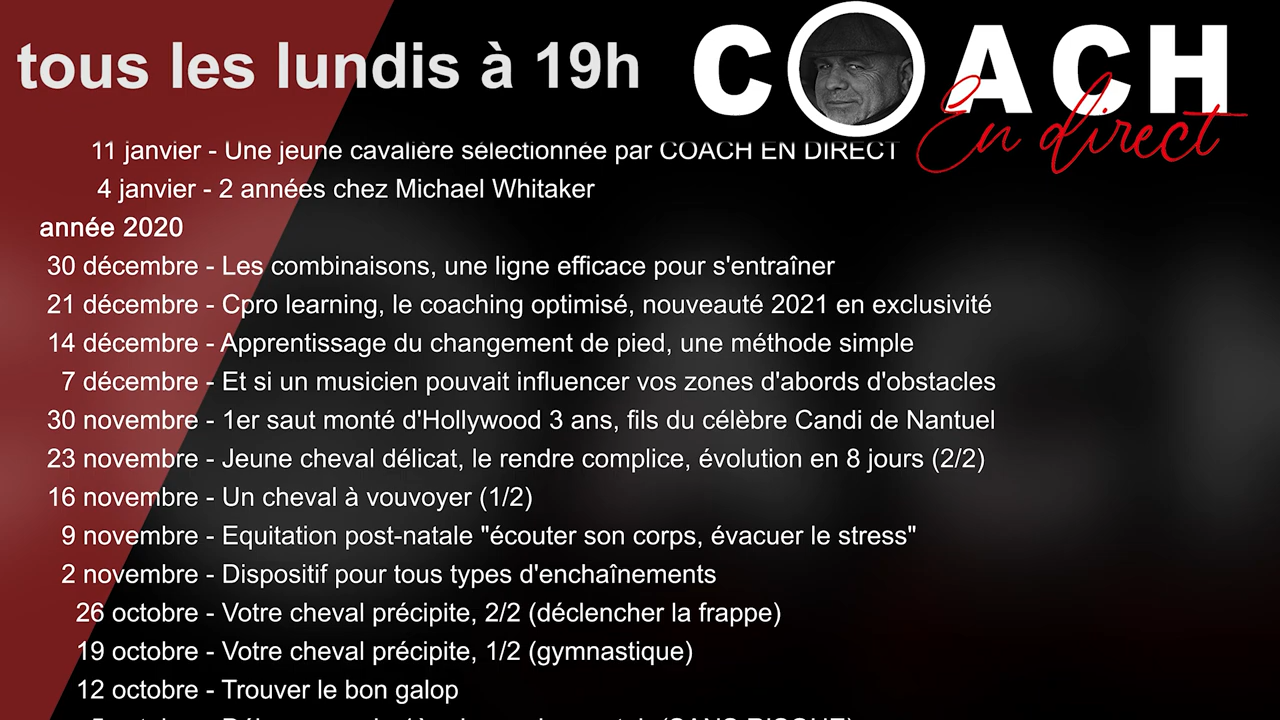 tous les lundis à 19h
COACH
En direct
11 janvier - Une jeune cavalière sélectionnée par COACH EN DIRECT
4 janvier - 2 années chez Michael Whitaker
année 2020
30 décembre - Les combinaisons, une ligne efficace pour s'entraîner
21 décembre - Cpro learning, le coaching optimisé, nouveauté 2021 en exclusivité
14 décembre - Apprentissage du changement de pied, une méthode simple
7 décembre - Et si un musicien pouvait influencer vos zones d'abords d'obstacles
30 novembre - 1er saut monté d'Hollywood 3 ans, fils du célèbre Candi de Nantuel
23 novembre - Jeune cheval délicat, le rendre complice, évolution en 8 jours (2/2)
16 novembre - Un cheval à vouvoyer (1/2)
9 novembre - Equitation post-natale "écouter son corps, évacuer le stress"
2 novembre - Dispositif pour tous types d'enchaînements
26 octobre - Votre cheval précipite, 2/2 (déclencher la frappe)
19 octobre - Votre cheval précipite, 1/2 (gymnastique)
12 octobre - Trouver le bon galop